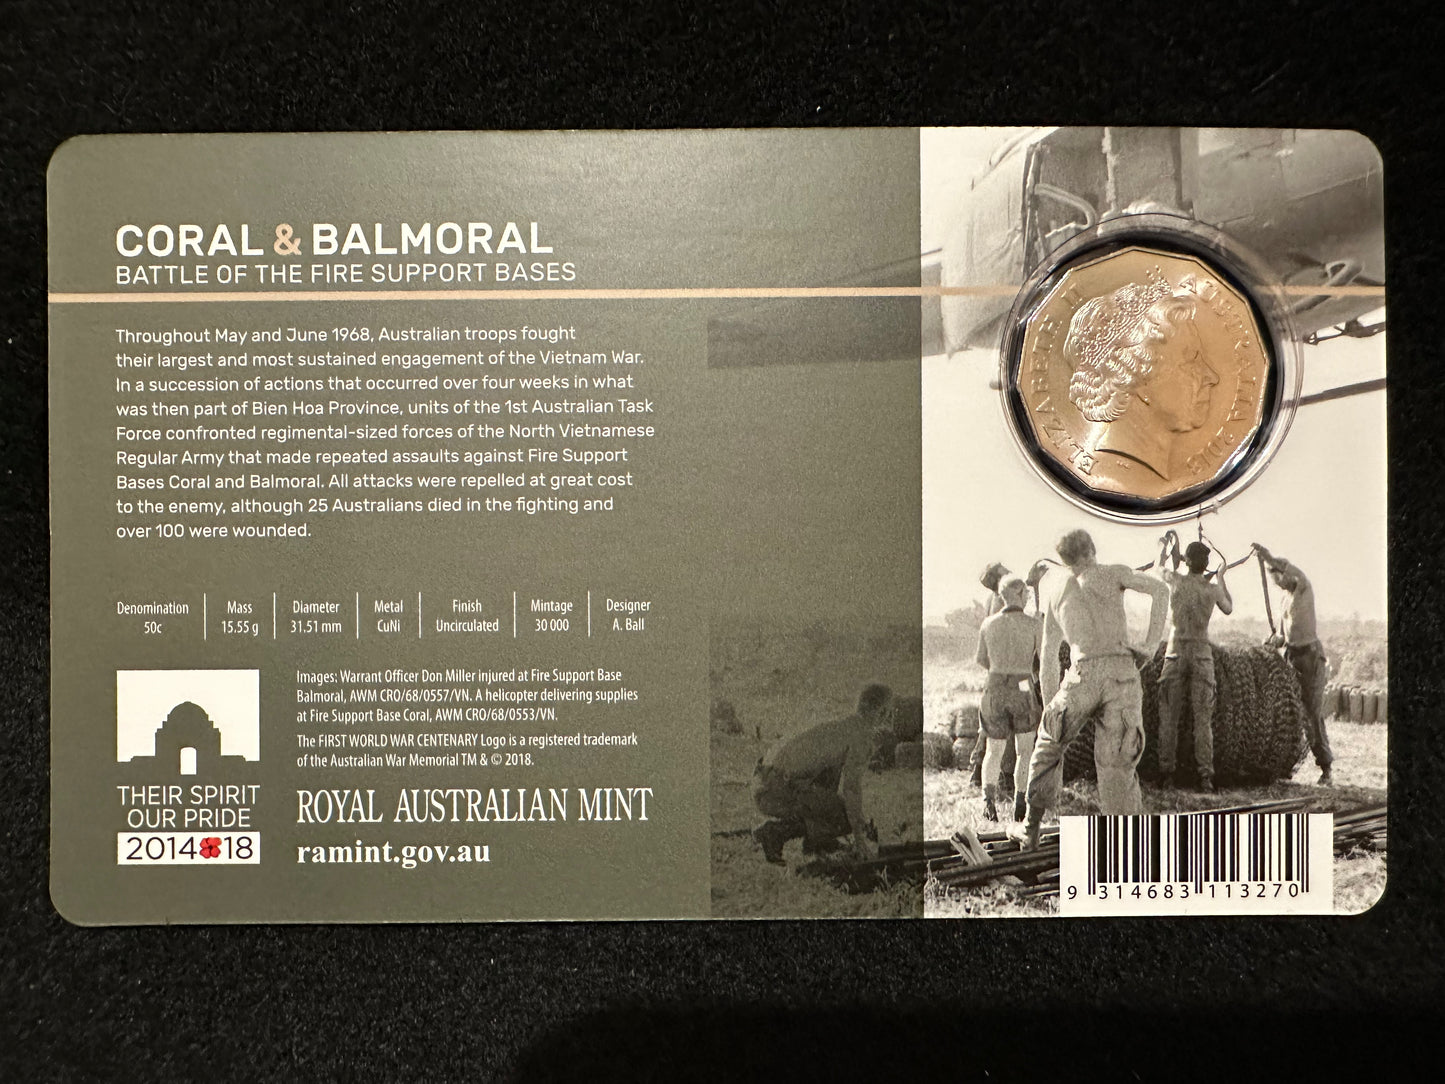 CORAL & BALMORAL
BATTLE OF THE FIRE SUPPORT BASES
Throughout May and June 1968, Australian troops fought
their largest and most sustained engagement of the Vietnam War.
In a succession of actions that occurred over four weeks in what
was then part of Bien Hoa Province, units of the 1st Australian Task
Force confronted regimental-sized forces of the North Vietnamese
Regular Army that made repeated assaults against Fire Support
Bases Coral and Balmoral. All attacks were repelled at great cost
to the enemy, although 25 Australians died in the fighting and
over 100 were wounded.
Denomination Mass Diameter Metal Finish Mintage Designer
50c 15.55 g 31.51 mm CuNi Uncirculated 30 000 A. Ball
Images: Warrant Officer Don Miller injured at Fire Support Base
Balmoral, AWM CRO/68/0557/VN. A helicopter delivering supplies
at Fire Support Base Coral, AWM CRO/68/0553/VN.
The FIRST WORLD WAR CENTENARY Logo is a registered trademark
of the Australian War Memorial TM & © 2018.
THEIR SPIRIT
OUR PRIDE
2014 18
ROYAL AUSTRALIAN MINT
ramint.gov.au
ELIZABETH II AUSTRALIA 2018
9 314683 113270